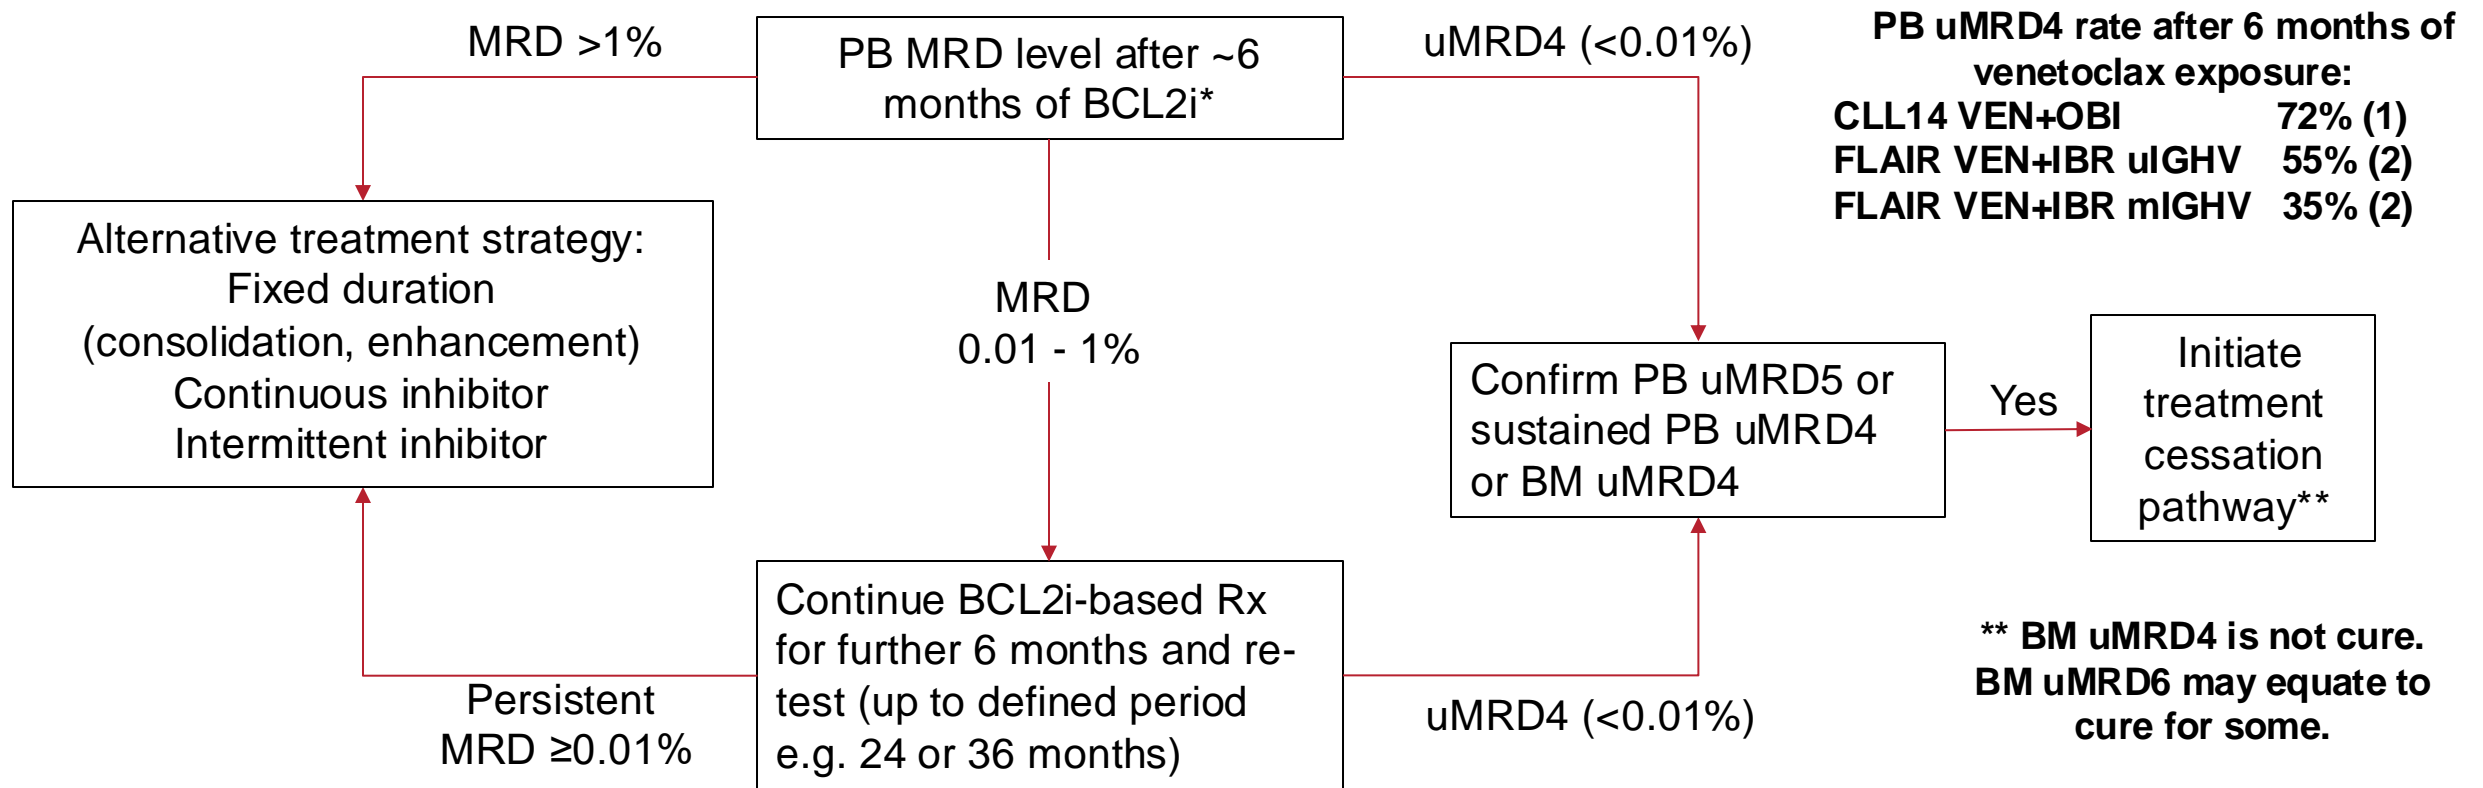 MRD >1%
PB MRD level after ~6
months of BCL2i*
uMRD4 (<0.01%)
PB uMRD4 rate after 6 months of
venetoclax exposure:
CLL14 VEN+OBI 72% (1)
FLAIR VEN+IBR uIGHV 55% (2)
FLAIR VEN+IBR mIGHV 35% (2)
Alternative treatment strategy:
Fixed duration
(consolidation, enhancement)
Continuous inhibitor
Intermittent inhibitor
MRD
0.01 - 1%
Confirm PB uMRD5 or
sustained PB uMRD4
or BM uMRD4
Yes
Initiate
treatment
cessation
pathway**
Continue BCL2i-based Rx
for further 6 months and re-
test (up to defined period
e.g. 24 or 36 months)
Persistent
MRD ≥0.01%
uMRD4 (<0.01%)
** BM uMRD4 is not cure.
BM uMRD6 may equate to
cure for some.